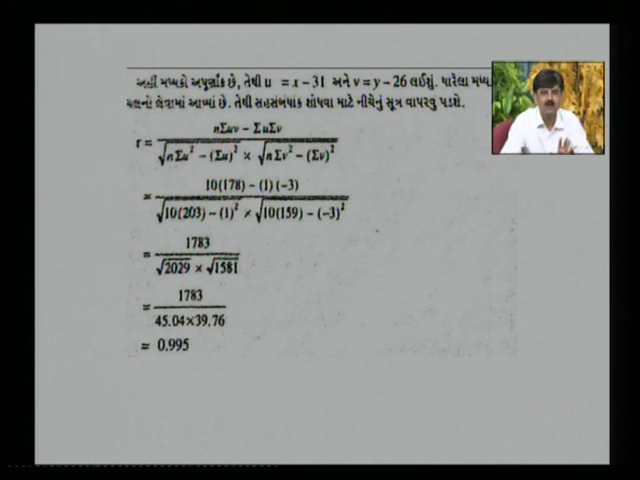 અહીં મધ્યકો અપૂર્ણાંક છે, તેથી u = x – 31 અને v = y – 26 લઈશું. ધારેલા મધ્ય
ચલનો લેવામાં આવ્યાં છે. તેથી સહસંબંધાંક શોધવા માટે નીચેનું સૂત્ર વાપરવુ પડશે.
r = (nΣuv – ΣuΣv) / (√(nΣu² – (Σu)²) × √(nΣv² – (Σv)²))
= (10(178) – (1)(–3)) / (√(10(203) – (1)²) × √(10(159) – (–3)²))
= 1783 / (√2029 × √1581)
= 1783 / (45.04×39.76)
= 0.995